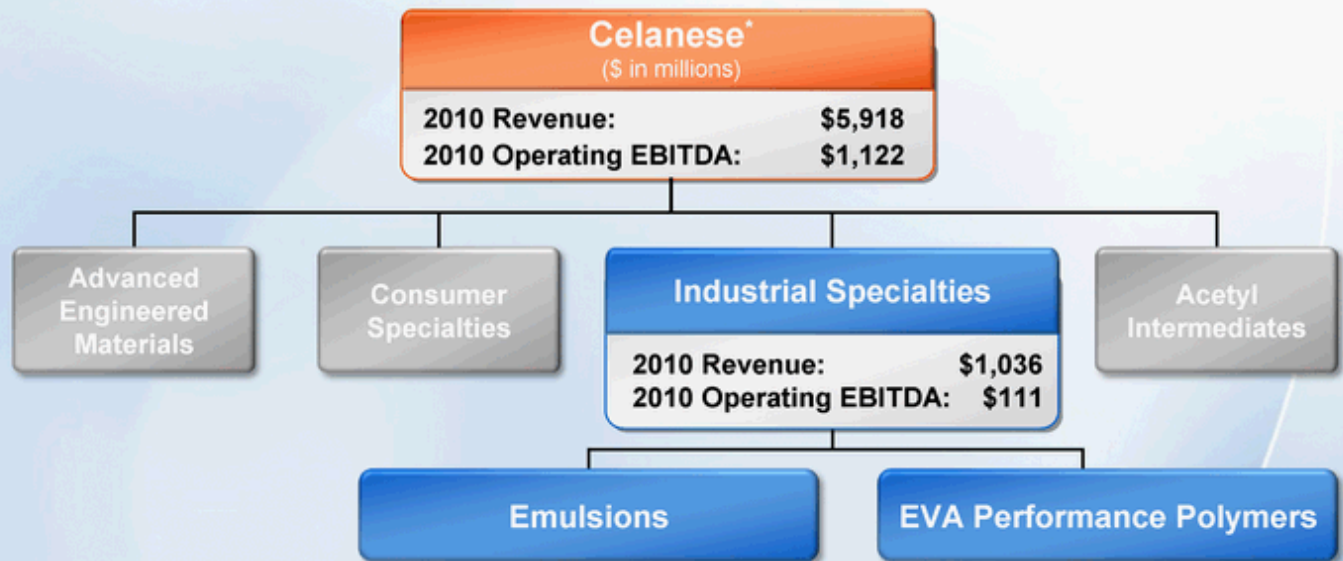 Celanese*
($ in millions)
2010 Revenue: $5,918
2010 Operating EBITDA: $1,122
Advanced
Engineered
Materials
Consumer
Specialties
Industrial Specialties
2010 Revenue: $1,036
2010 Operating EBITDA: $111
Acetyl
Intermediates
Emulsions
EVA Performance Polymers